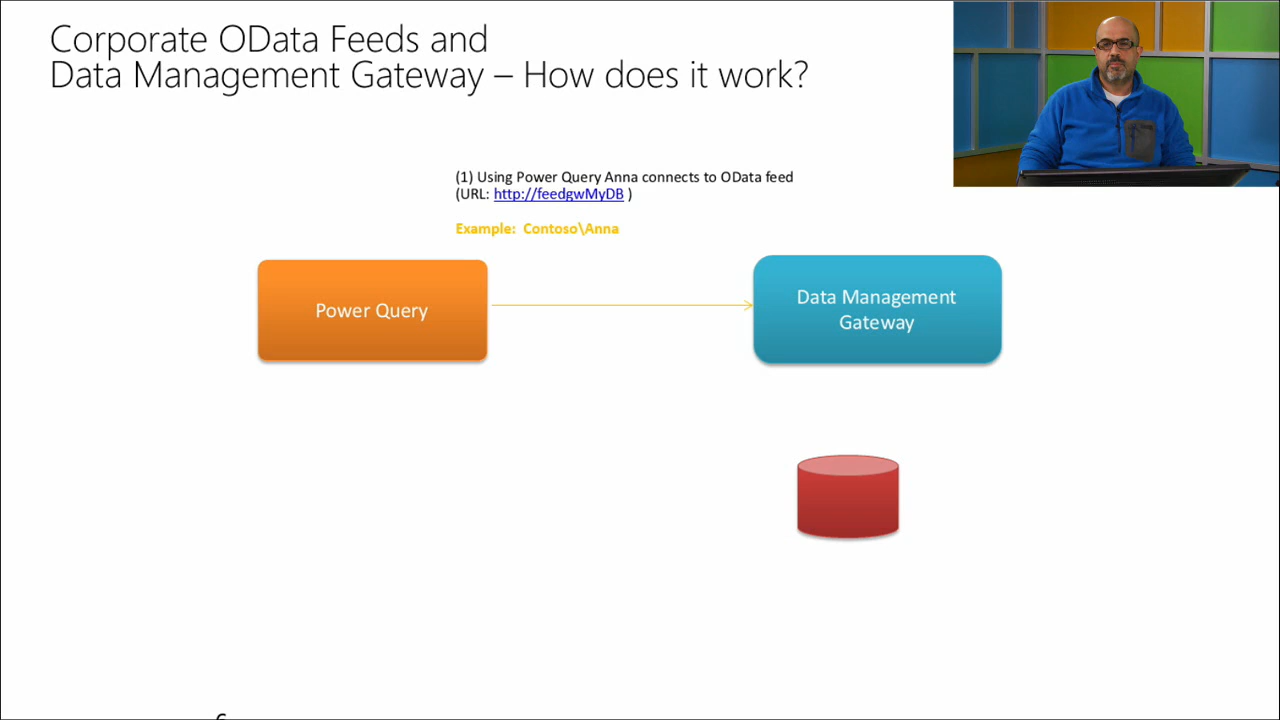 Corporate OData Feeds and
Data Management Gateway – How does it work?
(1) Using Power Query Anna connects to OData feed
(URL: http://feedgwMyDB )
Example: Contoso\Anna
Power Query
Data Management
Gateway